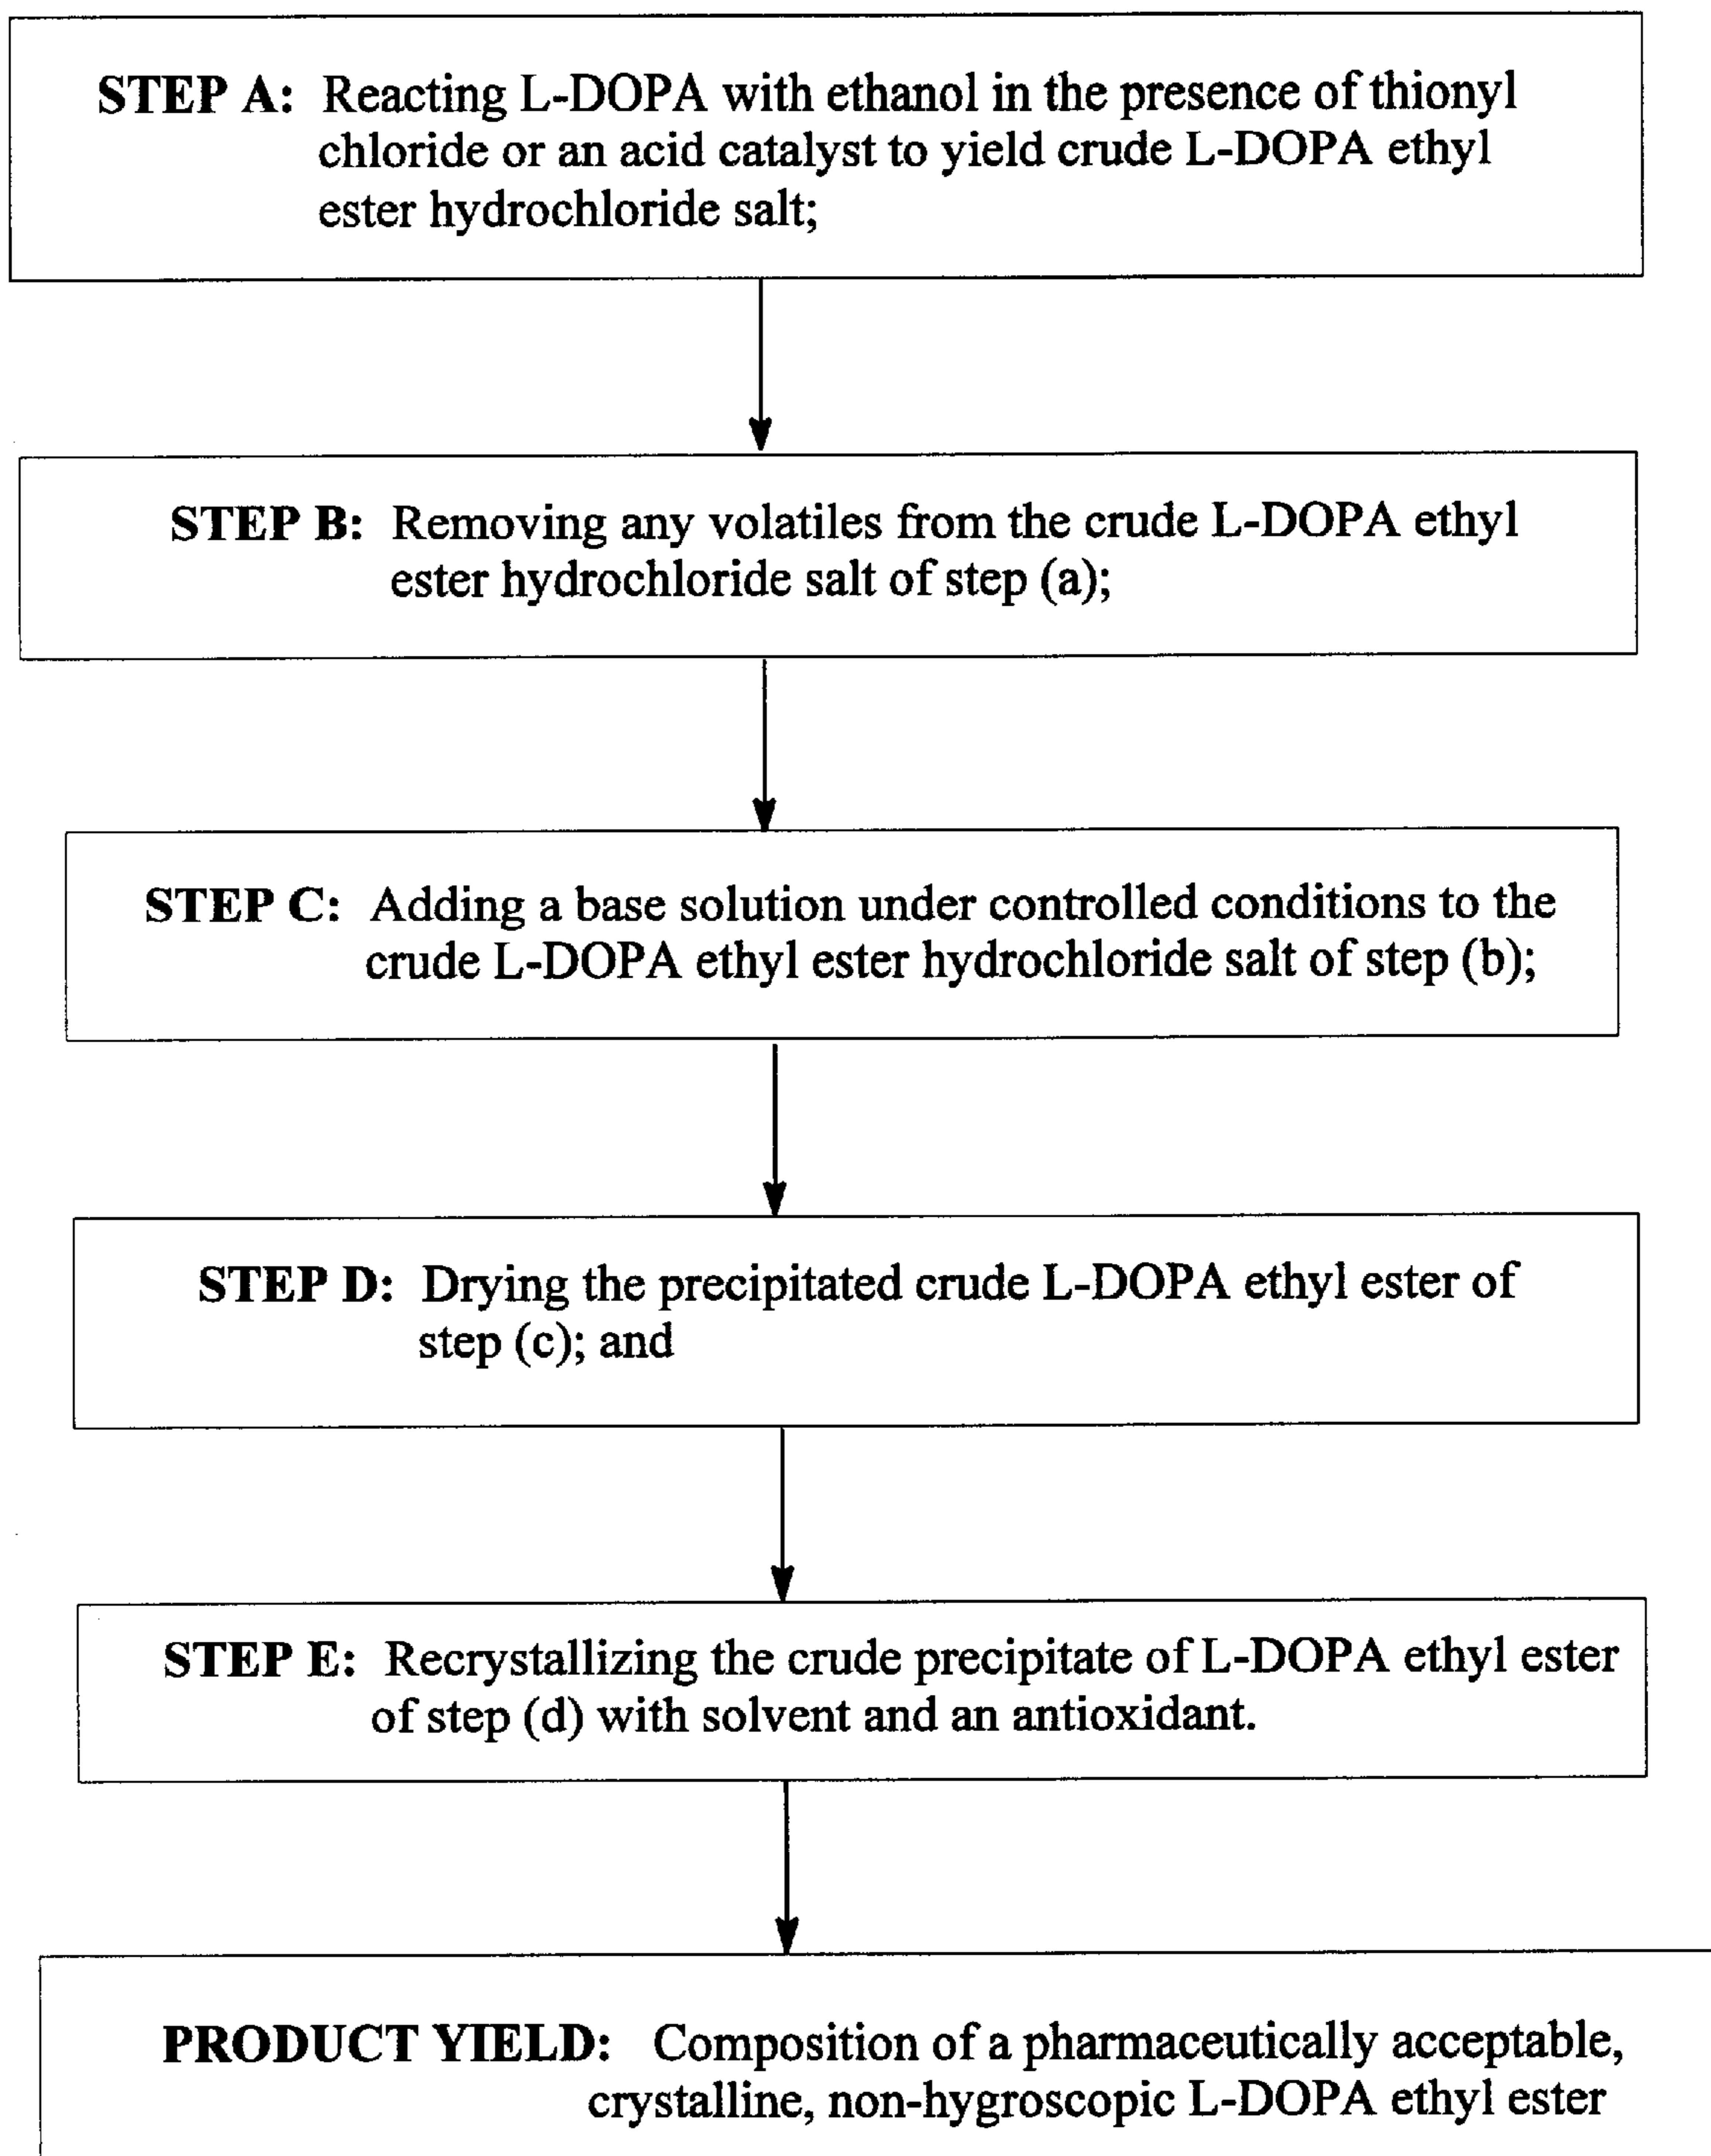 STEP A: Reacting L-DOPA with ethanol in the presence of thionyl
chloride or an acid catalyst to yield crude L-DOPA ethyl
ester hydrochloride salt;
STEP B: Removing any volatiles from the crude L-DOPA ethyl
ester hydrochloride salt of step (a);
STEP C: Adding a base solution under controlled conditions to the
crude L-DOPA ethyl ester hydrochloride salt of step (b);
STEP D: Drying the precipitated crude L-DOPA ethyl ester of
step (c); and
STEP E: Recrystallizing the crude precipitate of L-DOPA ethyl ester
of step (d) with solvent and an antioxidant.
PRODUCT YIELD: Composition of a pharmaceutically acceptable,
crystalline, non-hygroscopic L-DOPA ethyl ester